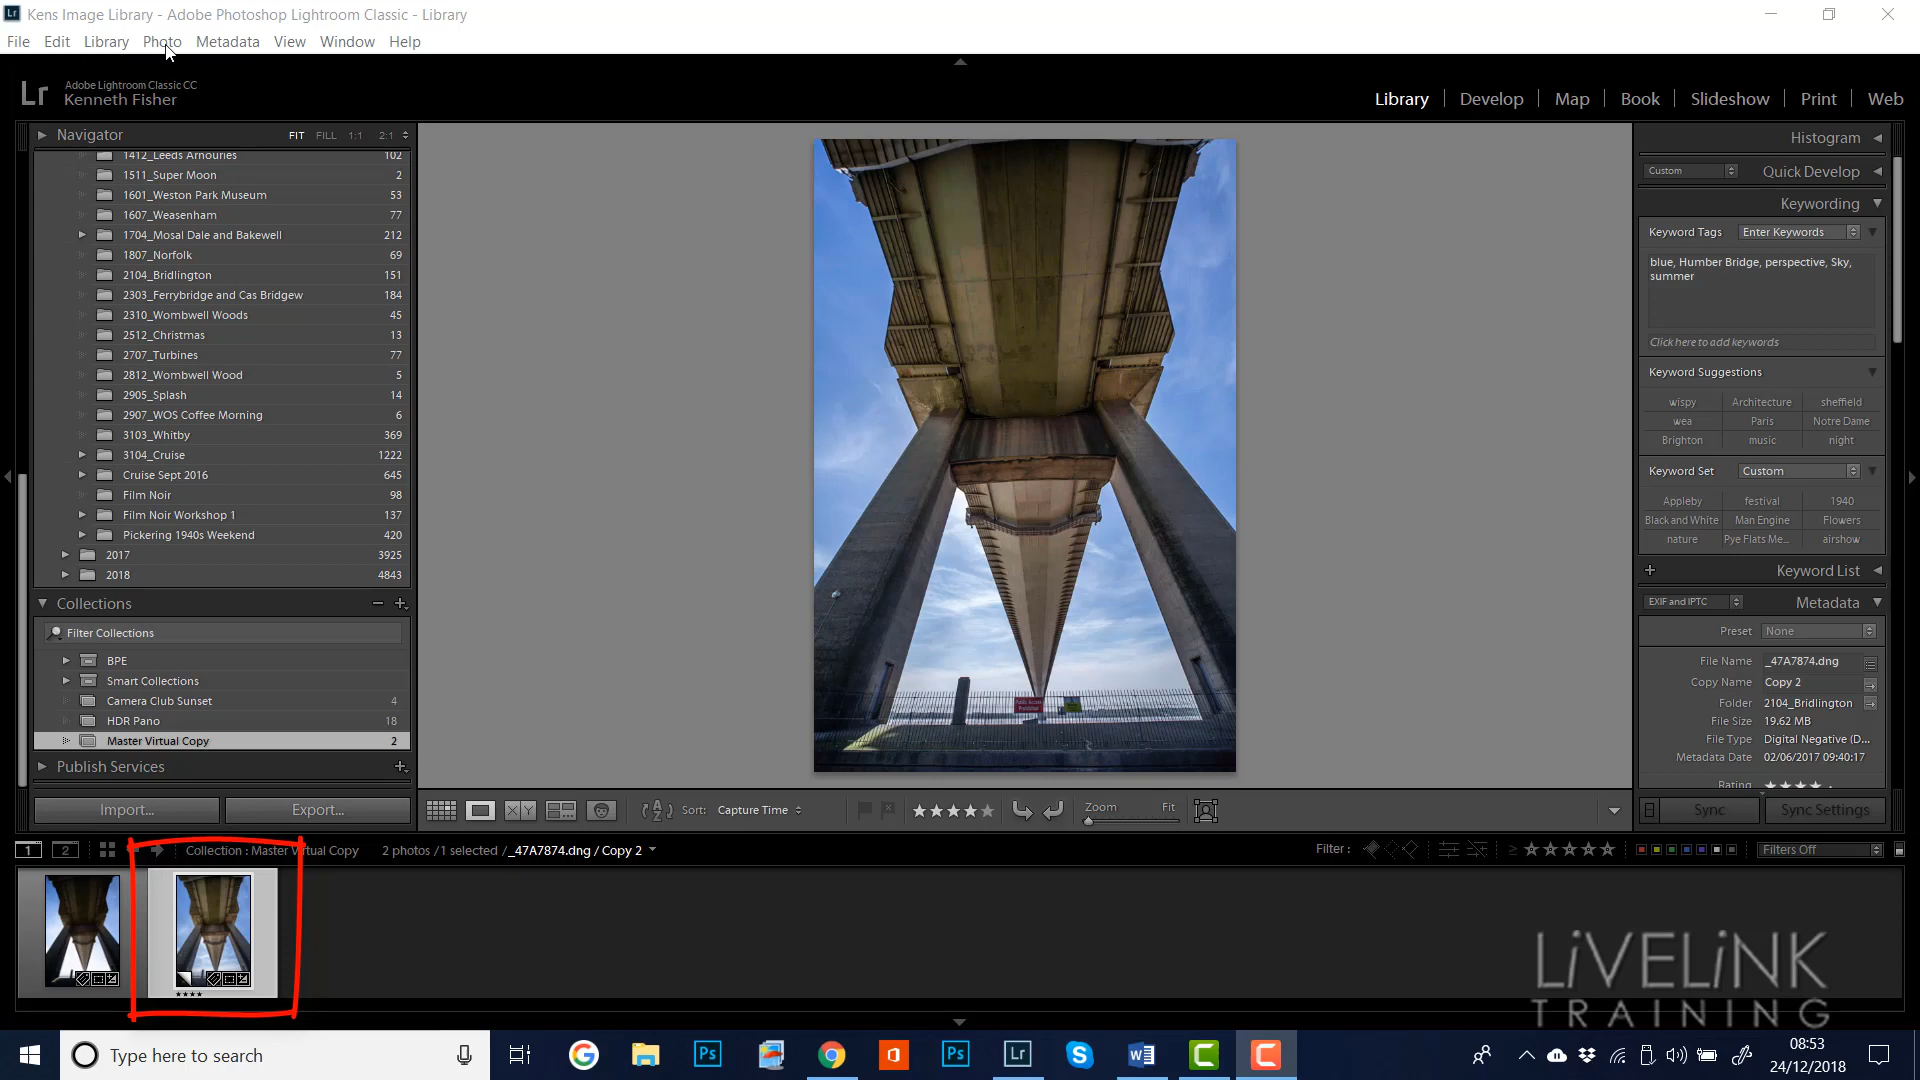 Kens Image Library - Adobe Photoshop Lightroom Classic - Library
File Edit Library Photo Metadata View Window Help
Lr
Adobe Lightroom Classic CC
Kenneth Fisher
Library Develop Map Book Slideshow Print Web
Navigator FIT FILL 1:1 2:1
1412_Leeds Arnouries 102
1511_Super Moon 2
1601_Weston Park Museum 53
1607_Weasenham 77
1704_Mosal Dale and Bakewell 212
1807_Norfolk 69
2104_Bridlington 151
2303_Ferrybridge and Cas Bridgew 184
2310_Wombwell Woods 45
2512_Christmas 13
2707_Turbines 77
2812_Wombwell Wood 5
2905_Splash 14
2907_WOS Coffee Morning 6
3103_Whitby 369
3104_Cruise 1222
Cruise Sept 2016 645
Film Noir 98
Film Noir Workshop 1 137
Pickering 1940s Weekend 420
2017 3925
2018 4843
Collections
Filter Collections
BPE
Smart Collections
Camera Club Sunset 4
HDR Pano 18
Master Virtual Copy 2
Publish Services
Import... Export...
Histogram
Custom Quick Develop
Keywording
Keyword Tags Enter Keywords
blue, Humber Bridge, perspective, Sky,
summer
Click here to add keywords
Keyword Suggestions
wispy Architecture sheffield
wea Paris Notre Dame
Brighton music night
Keyword Set Custom
Appleby festival 1940
Black and White Man Engine Flowers
nature Pye Flats Me... airshow
Keyword List
EXIF and IPTC Metadata
Preset None
File Name _47A7874.dng
Copy Name Copy 2
Folder 2104_Bridlington
File Size 19.62 MB
File Type Digital Negative (D...
Metadata Date 02/06/2017 09:40:17
Rating
Sync Sync Settings
XY AZ Sort: Capture Time Zoom Fit
1 2 Collection : Master Virtual Copy 2 photos / 1 selected / _47A7874.dng / Copy 2 Filter : Filters Off
LiVELiNK
TRAINING
Type here to search Ps Ps Lr
08:53
24/12/2018